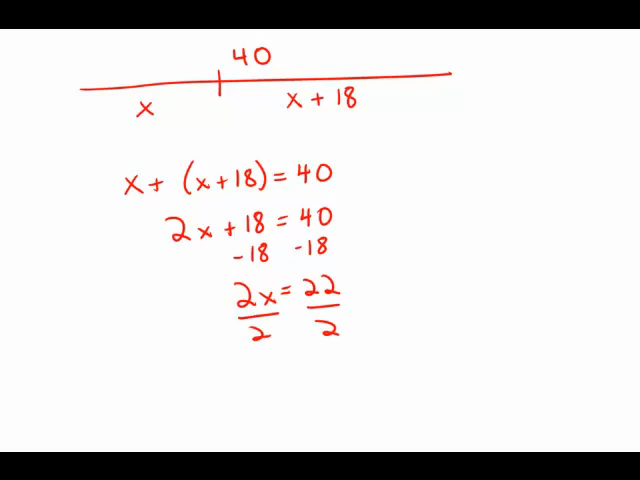 40
x x + 18
x + (x + 18) = 40
2x + 18 = 40
-18 -18
2x = 22
2 2